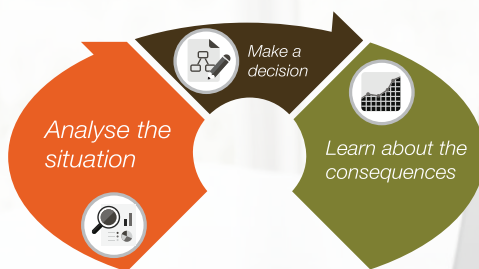 Analyse the
situation
Make a
decision
Learn about the
consequences